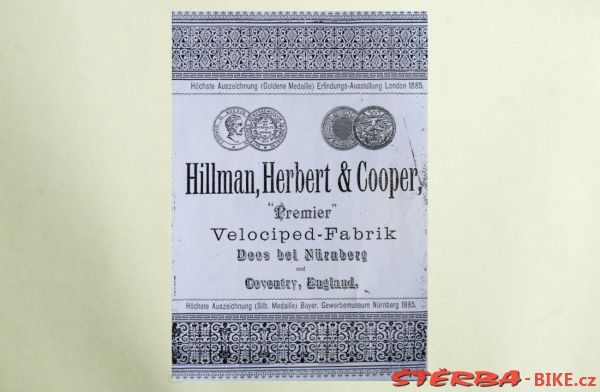 Höchste Auszeichnung (Goldene Medaille) Erfindungs-Ausstellung London 1885.
Hillman, Herbert & Cooper,
"Premier"
Velociped-Fabrik
Doos bei Nürnberg
und
Coventry, England.
Höchste Auszeichnung (Silb. Medaille) Bayer. Gewerbemuseum Nürnberg 1885.
ŠTĚRBA-BIKE.cz